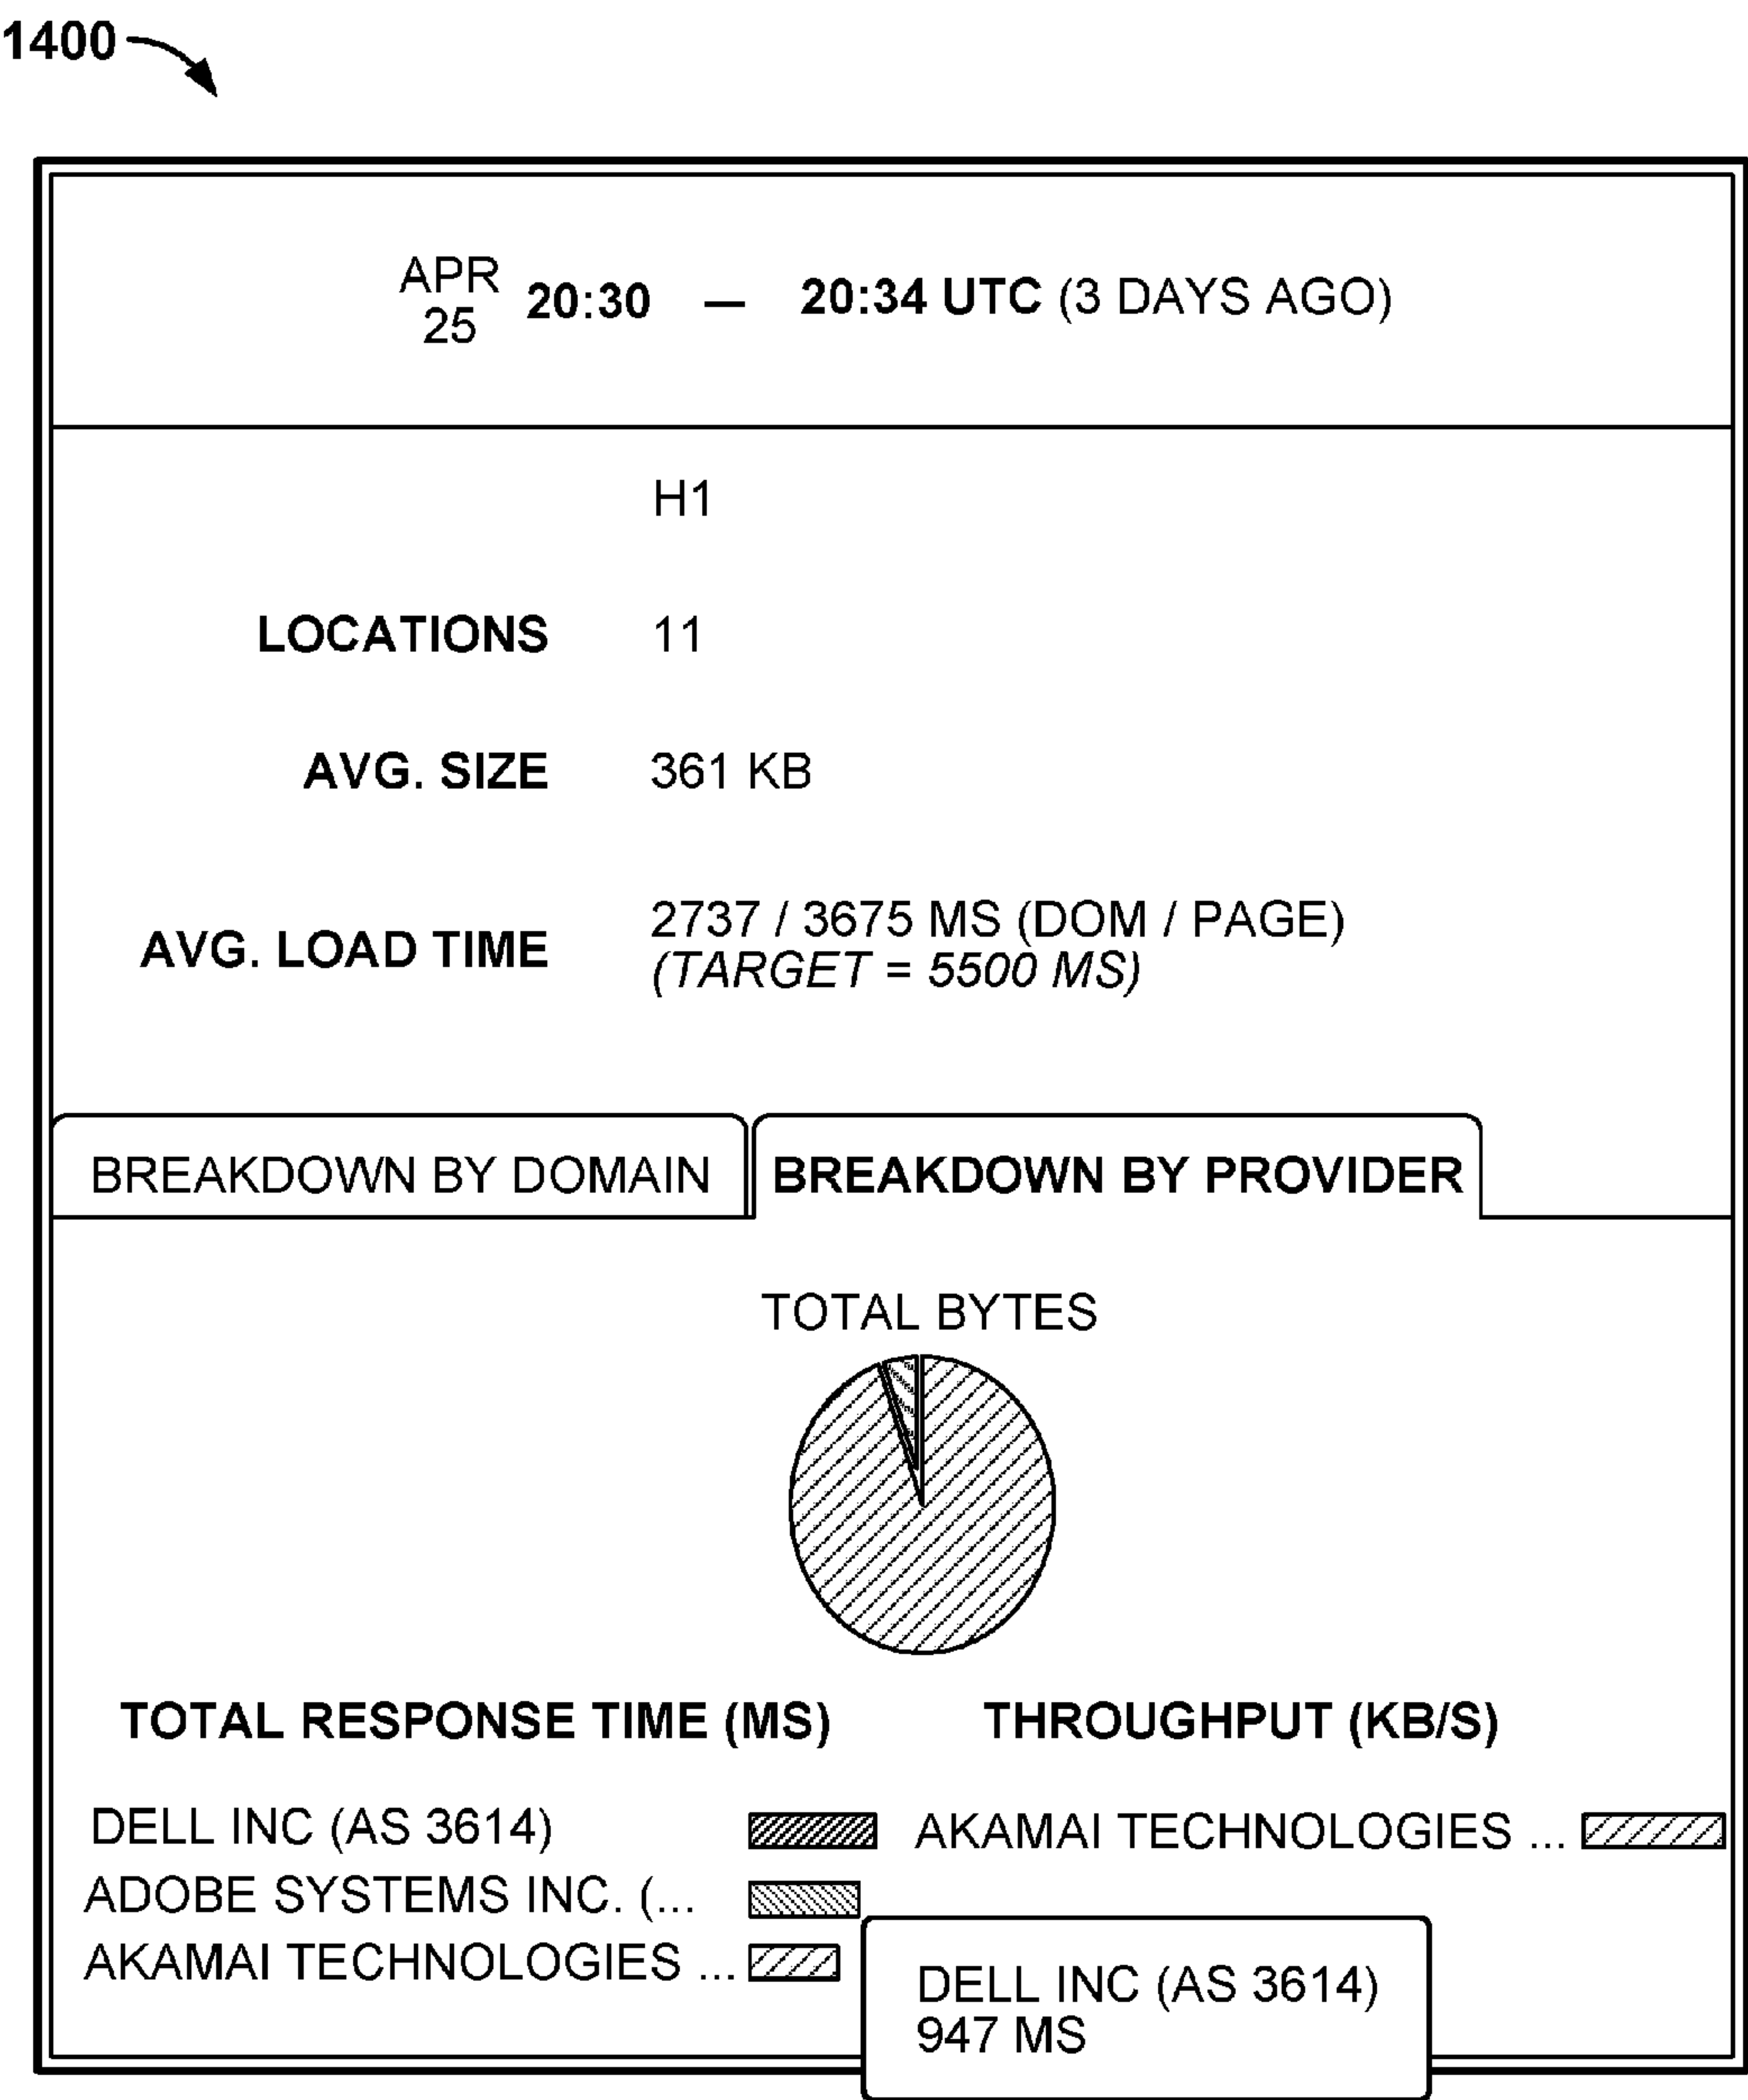 1400
APR
25
20:30 — 20:34 UTC (3 DAYS AGO)
H1
LOCATIONS 11
AVG. SIZE 361 KB
AVG. LOAD TIME 2737 / 3675 MS (DOM / PAGE)
(TARGET = 5500 MS)
BREAKDOWN BY DOMAIN BREAKDOWN BY PROVIDER
TOTAL BYTES
TOTAL RESPONSE TIME (MS) THROUGHPUT (KB/S)
DELL INC (AS 3614) AKAMAI TECHNOLOGIES ...
ADOBE SYSTEMS INC. (...
AKAMAI TECHNOLOGIES ...
DELL INC (AS 3614)
947 MS